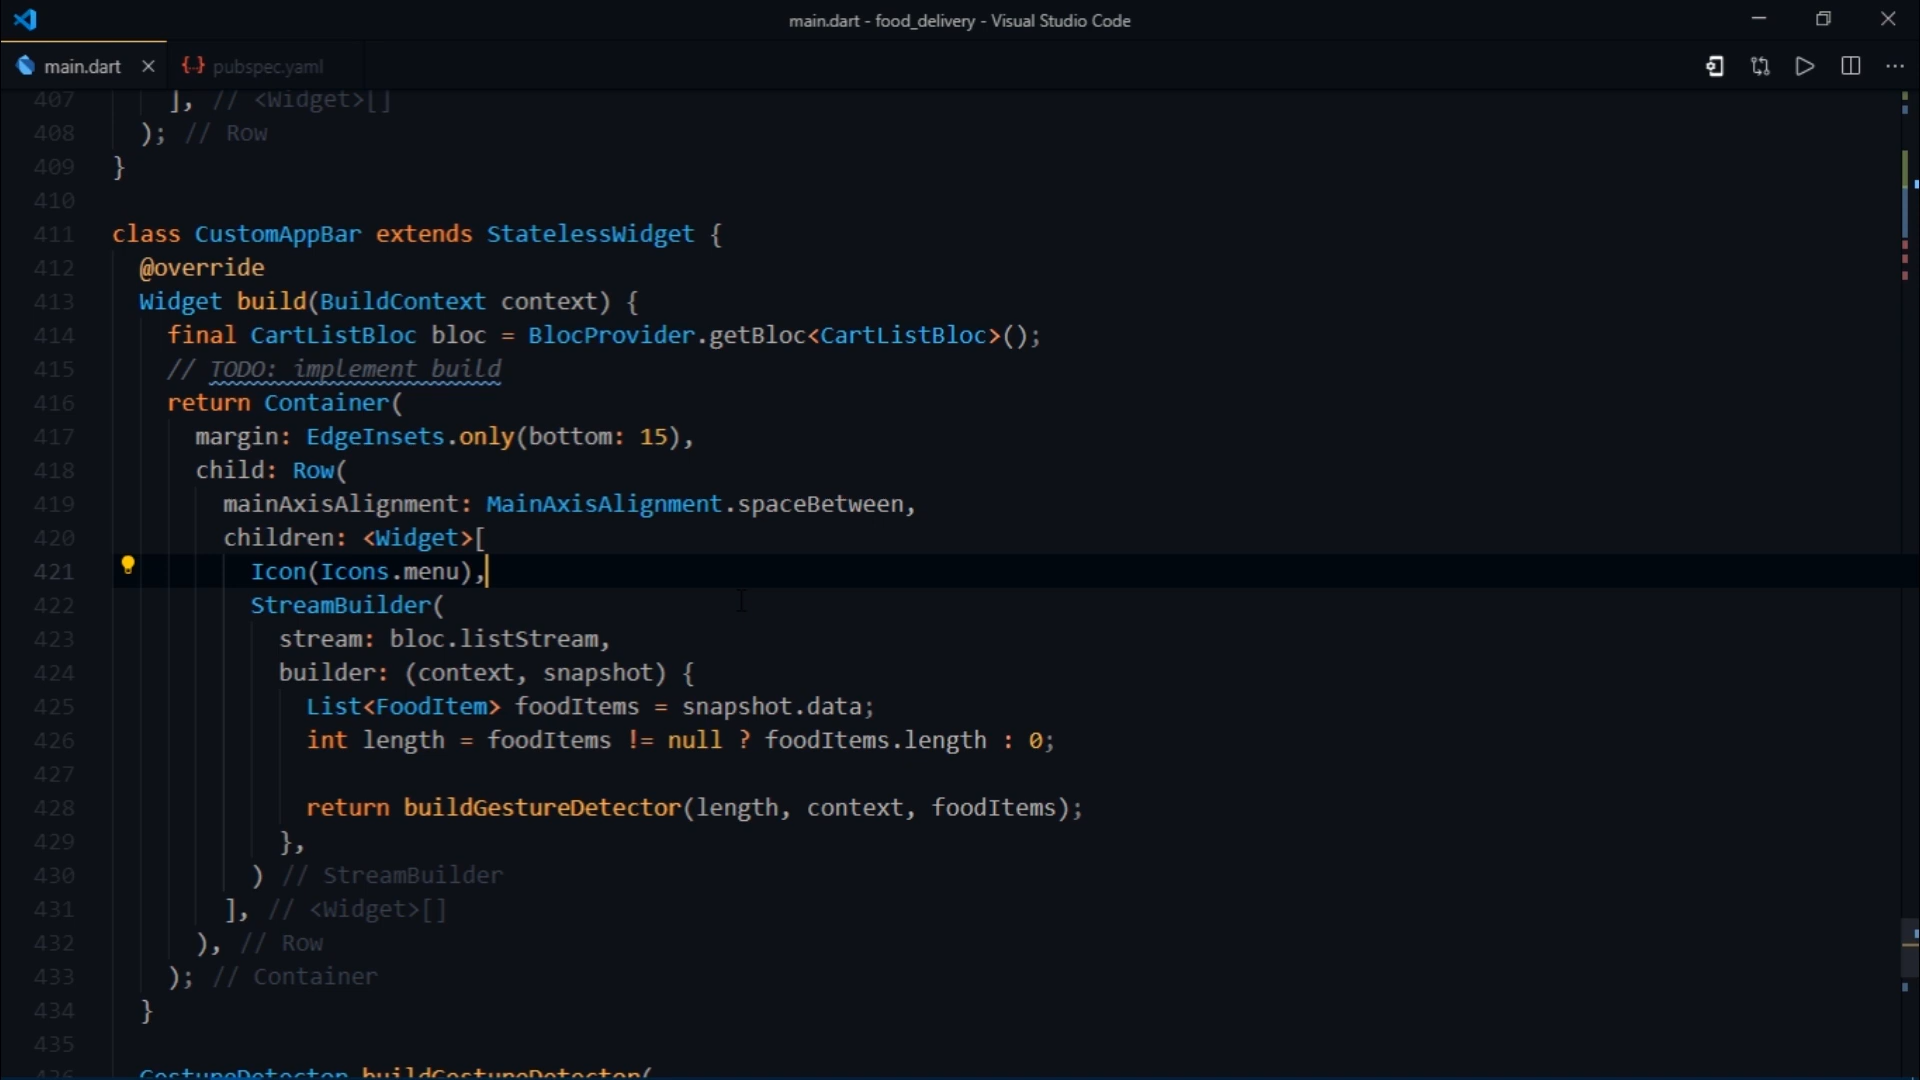 main.dart - food_delivery - Visual Studio Code
main.dart
{..} pubspec.yaml
407 ], // <Widget>[]
408 ); // Row
409 }
410
411 class CustomAppBar extends StatelessWidget {
412 @override
413 Widget build(BuildContext context) {
414 final CartListBloc bloc = BlocProvider.getBloc<CartListBloc>();
415 // TODO: implement build
416 return Container(
417 margin: EdgeInsets.only(bottom: 15),
418 child: Row(
419 mainAxisAlignment: MainAxisAlignment.spaceBetween,
420 children: <Widget>[
421 Icon(Icons.menu),
422 StreamBuilder(
423 stream: bloc.listStream,
424 builder: (context, snapshot) {
425 List<FoodItem> foodItems = snapshot.data;
426 int length = foodItems != null ? foodItems.length : 0;
427
428 return buildGestureDetector(length, context, foodItems);
429 },
430 ) // StreamBuilder
431 ], // <Widget>[]
432 ), // Row
433 ); // Container
434 }
435
436 GestureDetector buildGestureDetector(